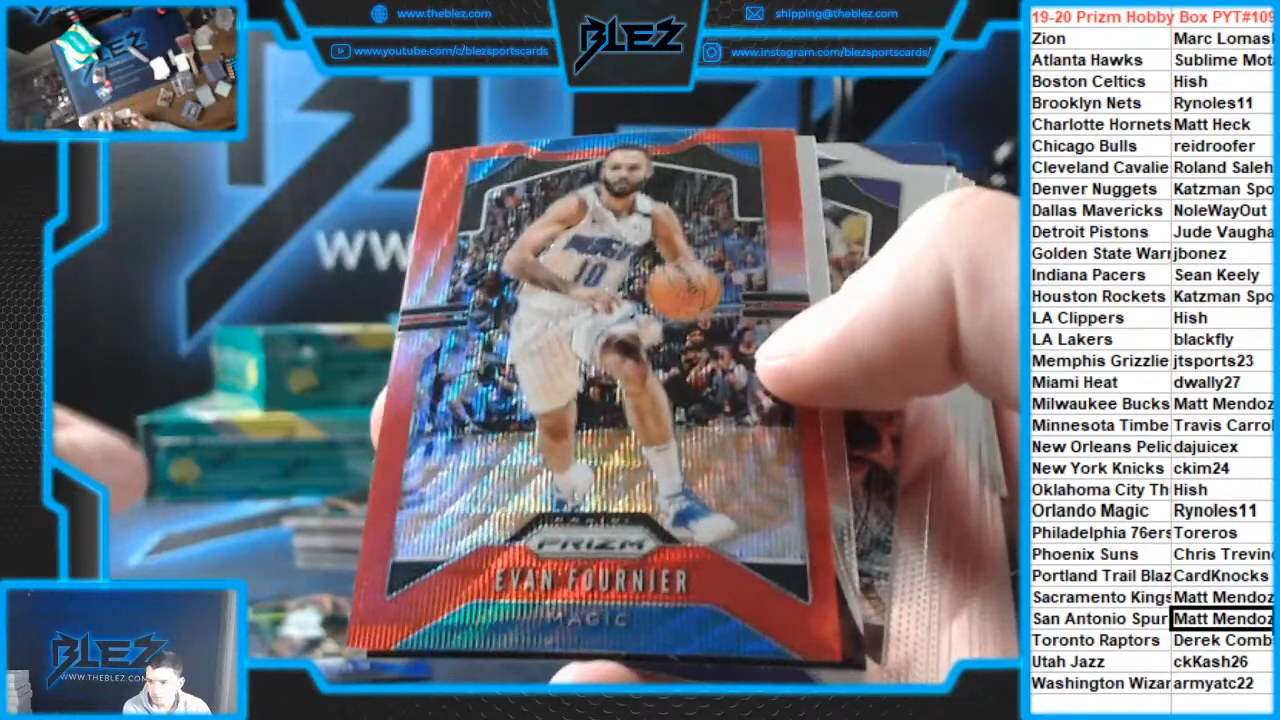 www.theblez.com
shipping@theblez.com
www.youtube.com/c/blezsportscards
www.instagram.com/blezsportscards/
BLEZ
WW
MAGIC
10
PANINI
PRIZM
EVAN FOURNIER
MAGIC
BLEZ
WWW.THEBLEZ.COM
19-20 Prizm Hobby Box PYT#109
Zion Marc Lomas
Atlanta Hawks Sublime Mot
Boston Celtics Hish
Brooklyn Nets Rynoles11
Charlotte Hornets Matt Heck
Chicago Bulls reidroofer
Cleveland Cavalie Roland Saleh
Denver Nuggets Katzman Spo
Dallas Mavericks NoleWayOut
Detroit Pistons Jude Vaugha
Golden State Warr jbonez
Indiana Pacers Sean Keely
Houston Rockets Katzman Spo
LA Clippers Hish
LA Lakers blackfly
Memphis Grizzlie jtsports23
Miami Heat dwally27
Milwaukee Bucks Matt Mendoz
Minnesota Timbe Travis Carro
New Orleans Pelic dajuicex
New York Knicks ckim24
Oklahoma City Th Hish
Orlando Magic Rynoles11
Philadelphia 76ers Toreros
Phoenix Suns Chris Trevin
Portland Trail Blaz CardKnocks
Sacramento Kings Matt Mendoz
San Antonio Spur Matt Mendoz
Toronto Raptors Derek Comb
Utah Jazz ckKash26
Washington Wizar armyatc22